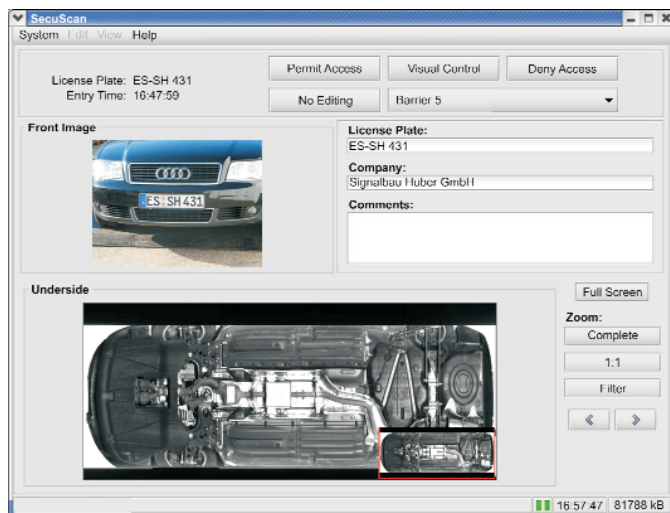 SecuScan
System Edit View Help
License Plate: ES-SH 431
Entry Time: 16:47:59
Permit Access
Visual Control
Deny Access
No Editing
Barrier 5
Front Image
ES SH 431
License Plate:
ES-SH 431
Company:
Signalbau Huber GmbH
Comments:
Underside
Full Screen
Zoom:
Complete
1:1
Filter
16:57:47
81788 kB